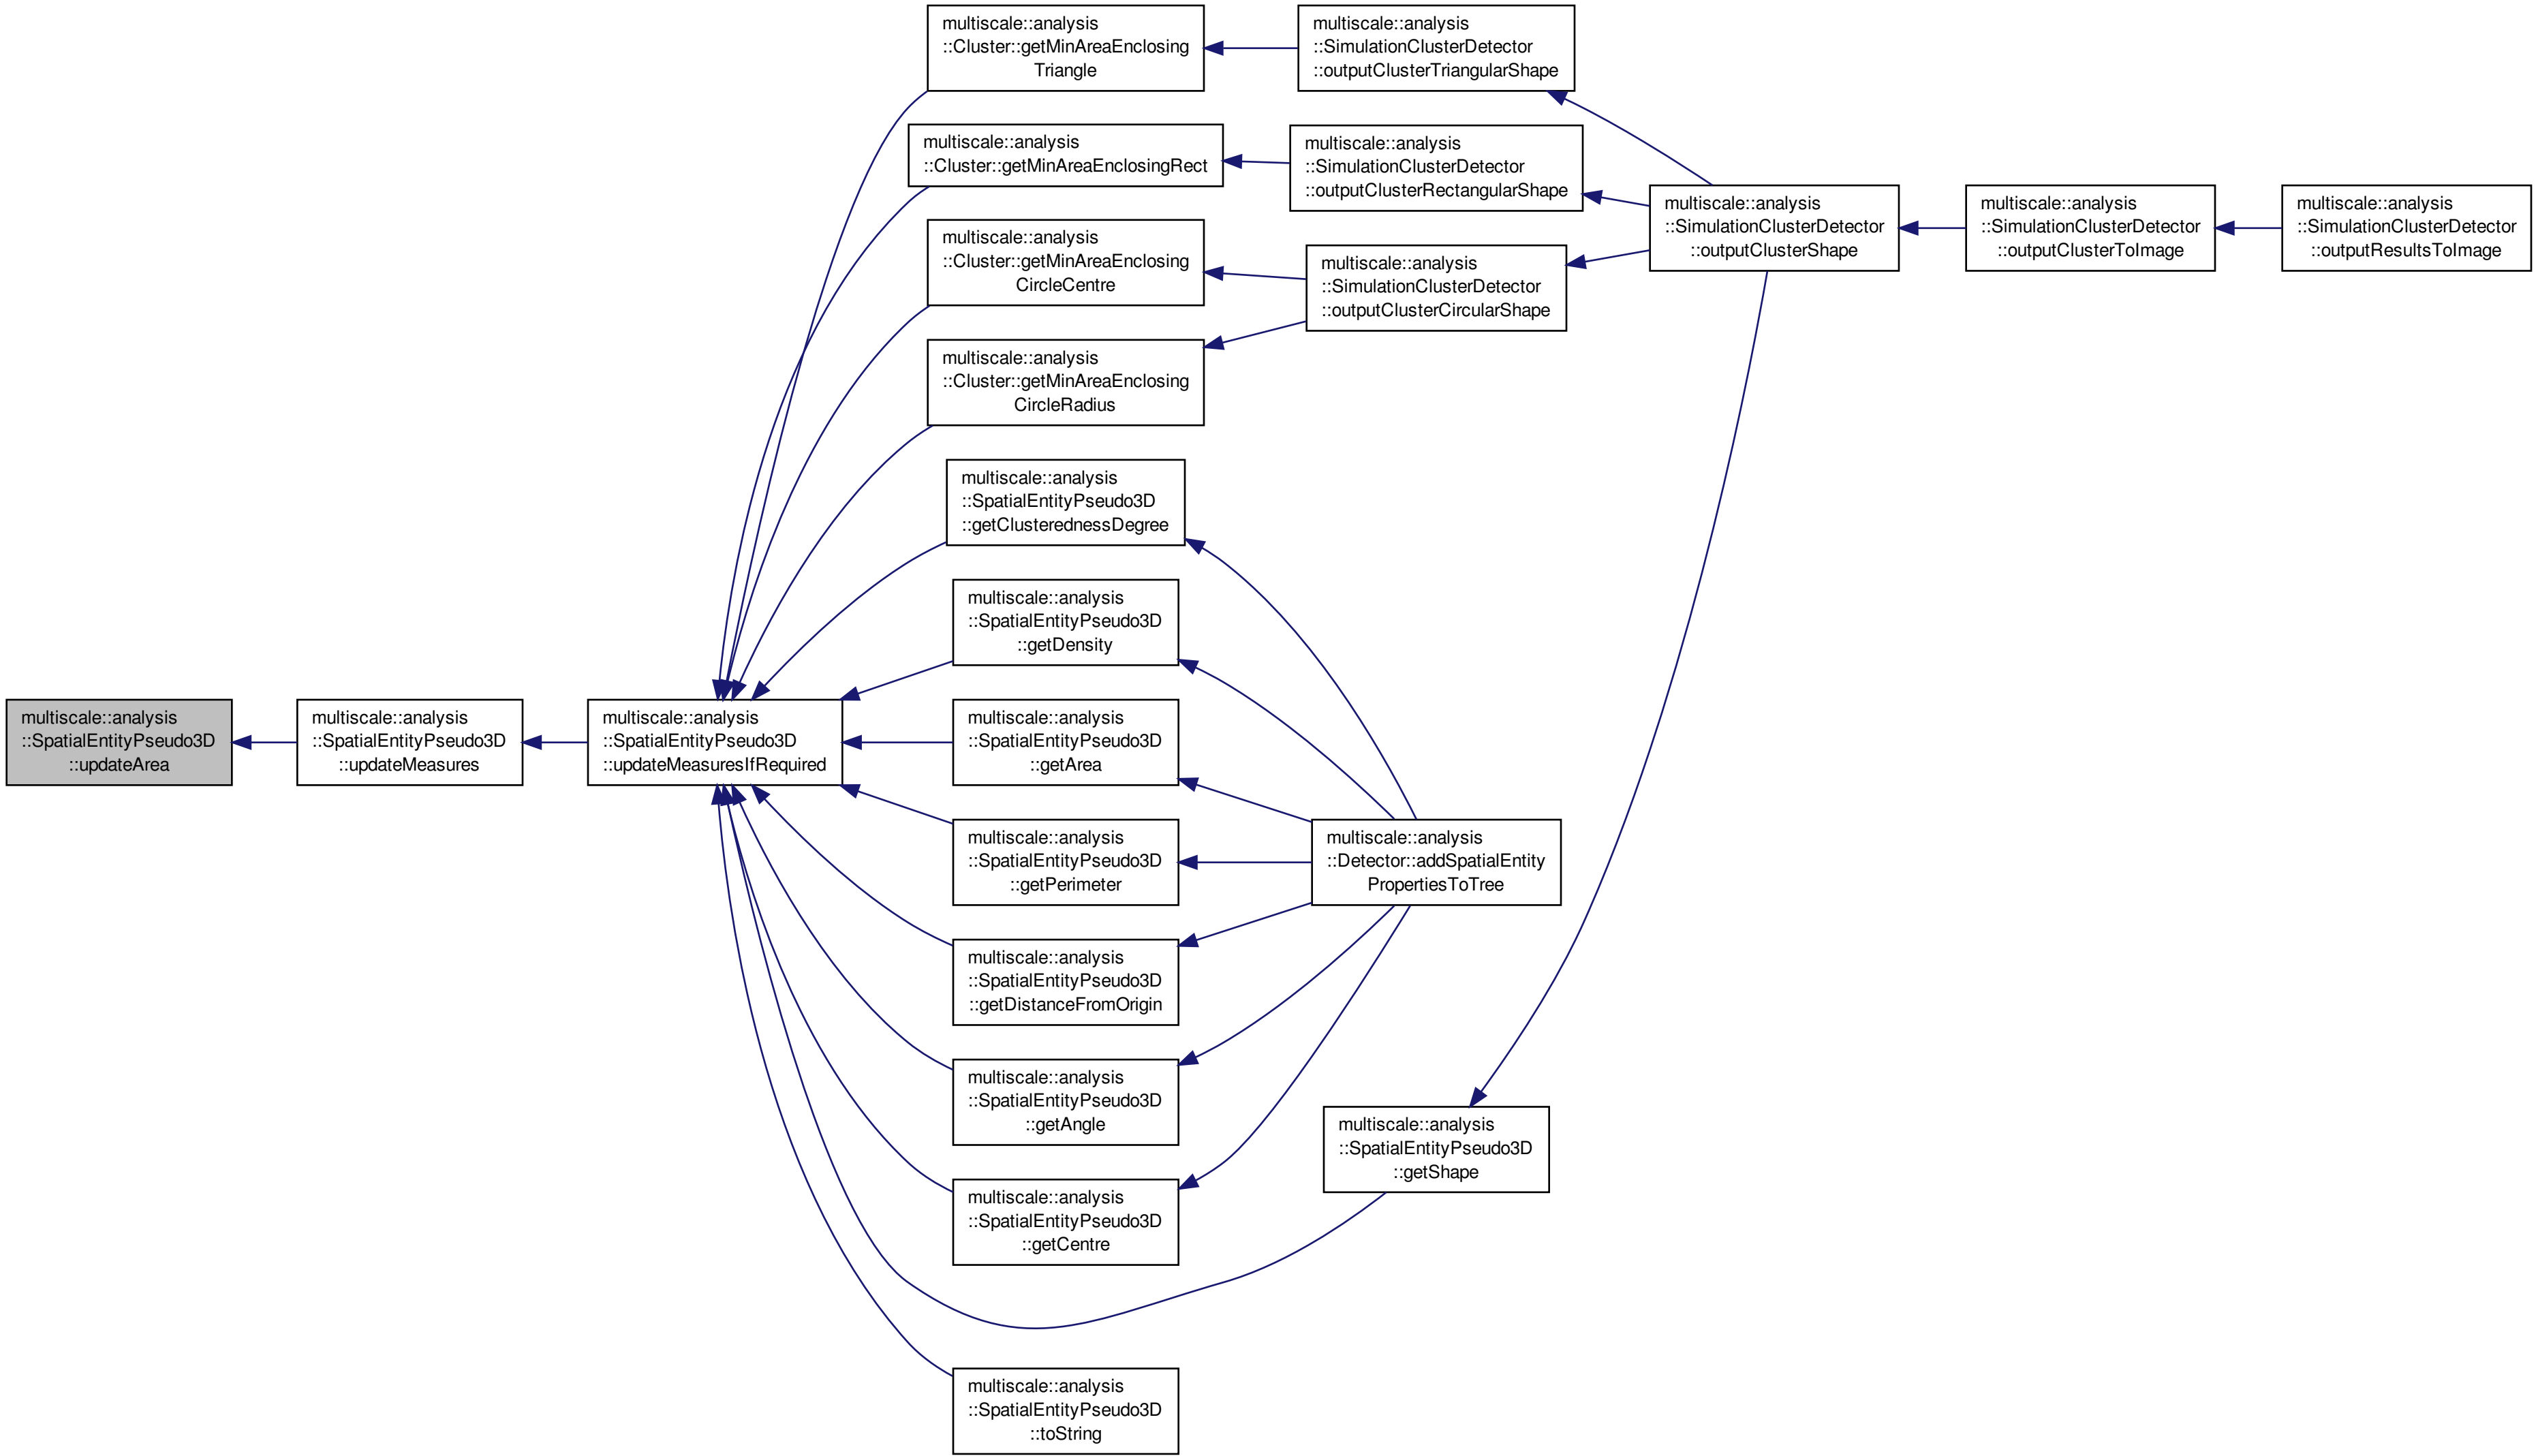 multiscale::analysis
::Cluster::getMinAreaEnclosing
Triangle
multiscale::analysis
::SimulationClusterDetector
::outputClusterTriangularShape
multiscale::analysis
::Cluster::getMinAreaEnclosingRect
multiscale::analysis
::SimulationClusterDetector
::outputClusterRectangularShape
multiscale::analysis
::Cluster::getMinAreaEnclosing
CircleCentre
multiscale::analysis
::SimulationClusterDetector
::outputClusterCircularShape
multiscale::analysis
::SimulationClusterDetector
::outputClusterShape
multiscale::analysis
::SimulationClusterDetector
::outputClusterToImage
multiscale::analysis
::SimulationClusterDetector
::outputResultsToImage
multiscale::analysis
::Cluster::getMinAreaEnclosing
CircleRadius
multiscale::analysis
::SpatialEntityPseudo3D
::getClusterednessDegree
multiscale::analysis
::SpatialEntityPseudo3D
::getDensity
multiscale::analysis
::SpatialEntityPseudo3D
::updateArea
multiscale::analysis
::SpatialEntityPseudo3D
::updateMeasures
multiscale::analysis
::SpatialEntityPseudo3D
::updateMeasuresIfRequired
multiscale::analysis
::SpatialEntityPseudo3D
::getArea
multiscale::analysis
::SpatialEntityPseudo3D
::getPerimeter
multiscale::analysis
::Detector::addSpatialEntity
PropertiesToTree
multiscale::analysis
::SpatialEntityPseudo3D
::getDistanceFromOrigin
multiscale::analysis
::SpatialEntityPseudo3D
::getAngle
multiscale::analysis
::SpatialEntityPseudo3D
::getShape
multiscale::analysis
::SpatialEntityPseudo3D
::getCentre
multiscale::analysis
::SpatialEntityPseudo3D
::toString